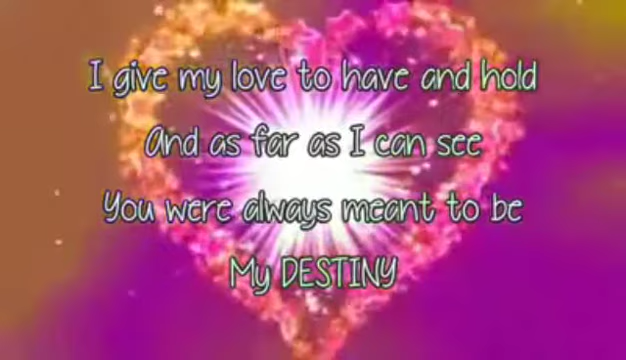 I give my love to have and hold
And as far as I can see
You were always meant to be
My DESTINY